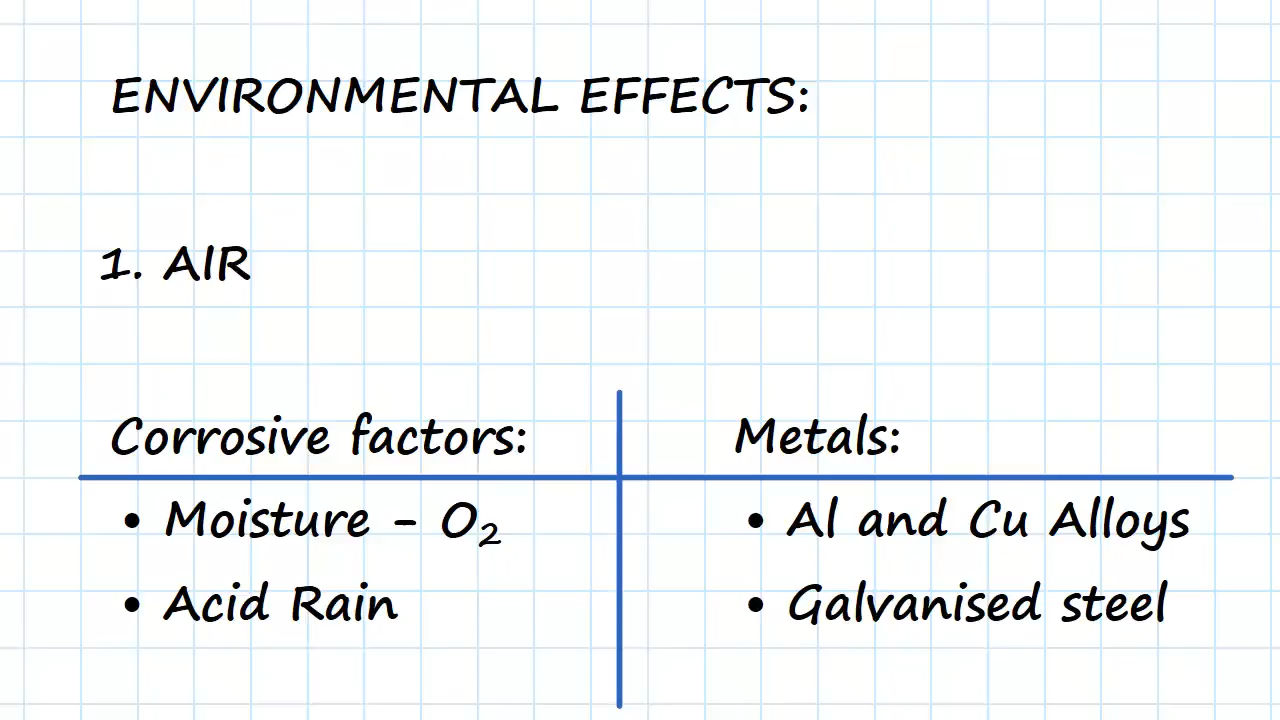 ENVIRONMENTAL EFFECTS:
1. AIR
Corrosive factors:
• Moisture - O₂
• Acid Rain
Metals:
• Al and Cu Alloys
• Galvanised steel